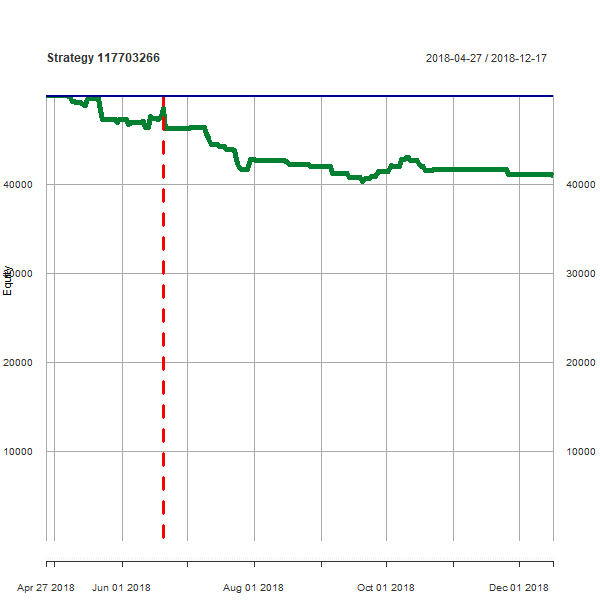 Strategy 117703266
2018-04-27 / 2018-12-17
40000
40000
Equity
30000
30000
20000
20000
10000
10000
Apr 27 2018
Jun 01 2018
Aug 01 2018
Oct 01 2018
Dec 01 2018